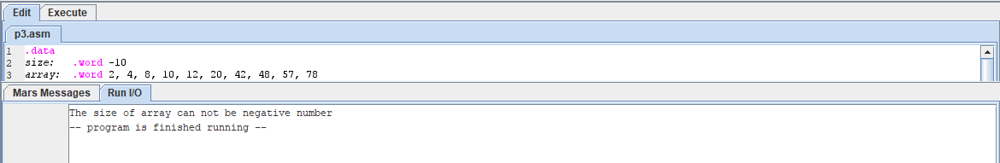 Edit Execute
p3.asm
1 .data
2 size: .word -10
3 array: .word 2, 4, 8, 10, 12, 20, 42, 48, 57, 78
Mars Messages Run I/O
The size of array can not be negative number
-- program is finished running --